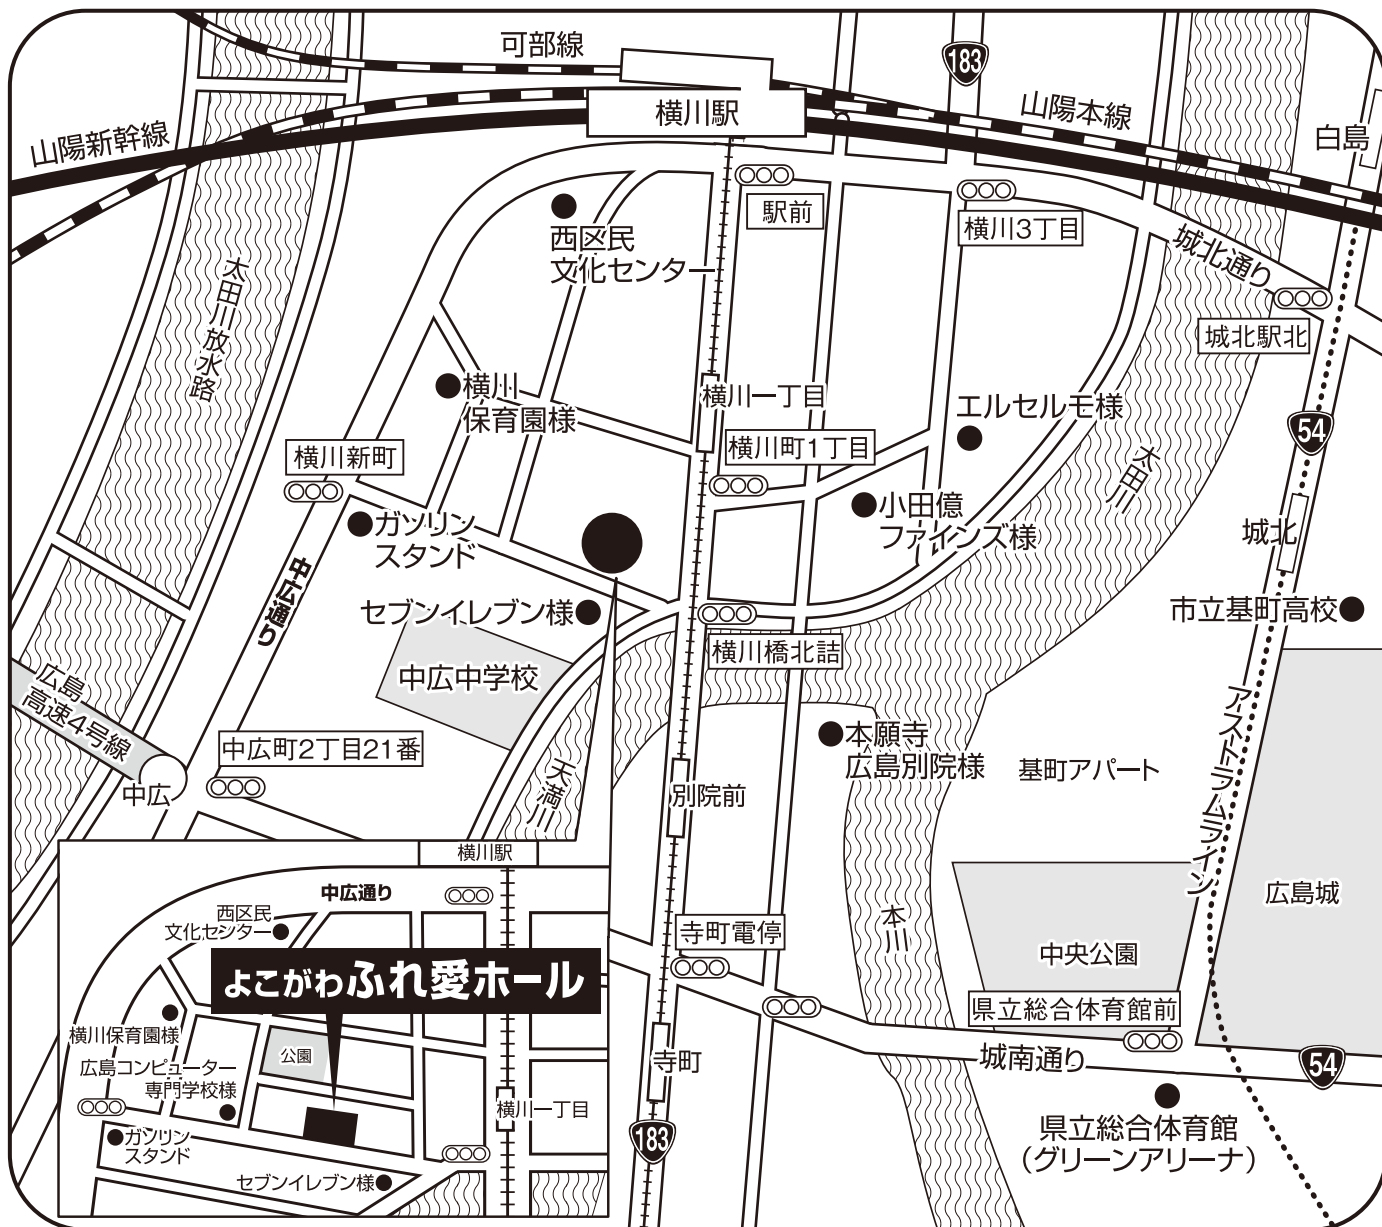 可部線
183
横川駅
山陽本線
山陽新幹線
白島
駅前
横川3丁目
西区民
文化センター
城北通り
太田川放水路
城北駅北
横川
保育園様
横川一丁目
エルセルモ様
54
横川新町
横川町1丁目
太田川
ガソリン
スタンド
小田億
ファインズ様
城北
中広通り
セブンイレブン様
市立基町高校
横川橋北詰
中広中学校
広島
高速4号線
アストラムライン
中広町2丁目21番
本願寺
広島別院様
基町アパート
天満川
中広
別院前
広島城
本川
寺町電停
中央公園
県立総合体育館前
城南通り
寺町
54
183
県立総合体育館
(グリーンアリーナ)
横川駅
中広通り
西区民
文化センター
よこがわふれ愛ホール
横川保育園様
公園
広島コンピューター
専門学校様
横川一丁目
ガソリン
スタンド
セブンイレブン様